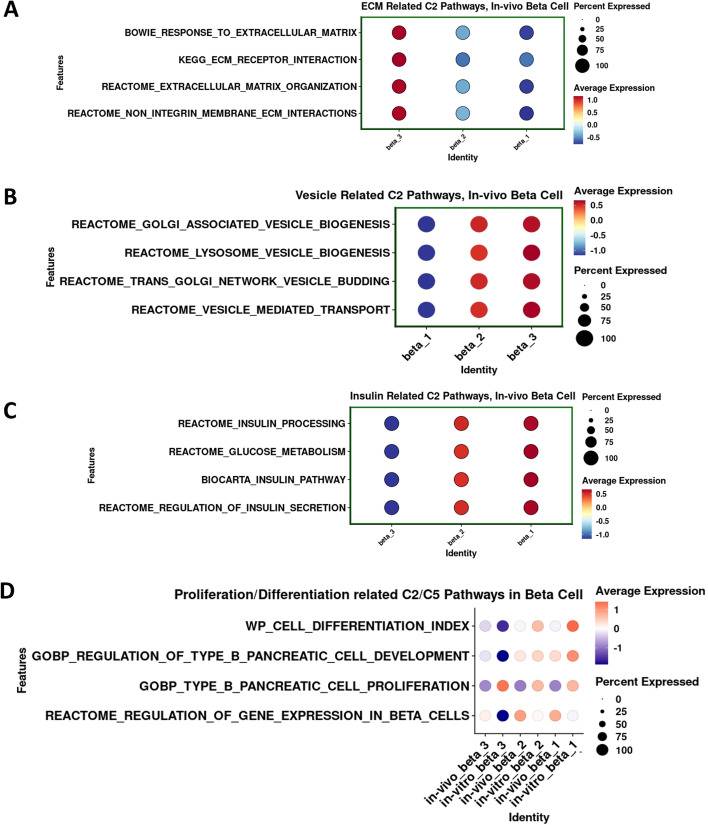 A
ECM Related C2 Pathways, In-vivo Beta Cell
Features
BOWIE_RESPONSE_TO_EXTRACELLULAR_MATRIX
KEGG_ECM_RECEPTOR_INTERACTION
REACTOME_EXTRACELLULAR_MATRIX_ORGANIZATION
REACTOME_NON_INTEGRIN_MEMBRANE_ECM_INTERACTIONS
beta_3
beta_2
beta_1
Identity
Percent Expressed
0
25
50
75
100
Average Expression
1.0
0.5
0.0
-0.5
B
Vesicle Related C2 Pathways, In-vivo Beta Cell
Features
REACTOME_GOLGI_ASSOCIATED_VESICLE_BIOGENESIS
REACTOME_LYSOSOME_VESICLE_BIOGENESIS
REACTOME_TRANS_GOLGI_NETWORK_VESICLE_BUDDING
REACTOME_VESICLE_MEDIATED_TRANSPORT
beta_1
beta_2
beta_3
Identity
Average Expression
0.5
0.0
-0.5
-1.0
Percent Expressed
0
25
50
75
100
C
Insulin Related C2 Pathways, In-vivo Beta Cell
Features
REACTOME_INSULIN_PROCESSING
REACTOME_GLUCOSE_METABOLISM
BIOCARTA_INSULIN_PATHWAY
REACTOME_REGULATION_OF_INSULIN_SECRETION
beta_3
beta_2
beta_1
Identity
Percent Expressed
0
25
50
75
100
Average Expression
0.5
0.0
-0.5
-1.0
D
Proliferation/Differentiation related C2/C5 Pathways in Beta Cell
Features
WP_CELL_DIFFERENTIATION_INDEX
GOBP_REGULATION_OF_TYPE_B_PANCREATIC_CELL_DEVELOPMENT
GOBP_TYPE_B_PANCREATIC_CELL_PROLIFERATION
REACTOME_REGULATION_OF_GENE_EXPRESSION_IN_BETA_CELLS
in-vivo_beta_3
in-vitro_beta_3
in-vivo_beta_2
in-vitro_beta_2
in-vivo_beta_1
in-vitro_beta_1
Identity
Average Expression
1
0
-1
Percent Expressed
0
25
50
75
100